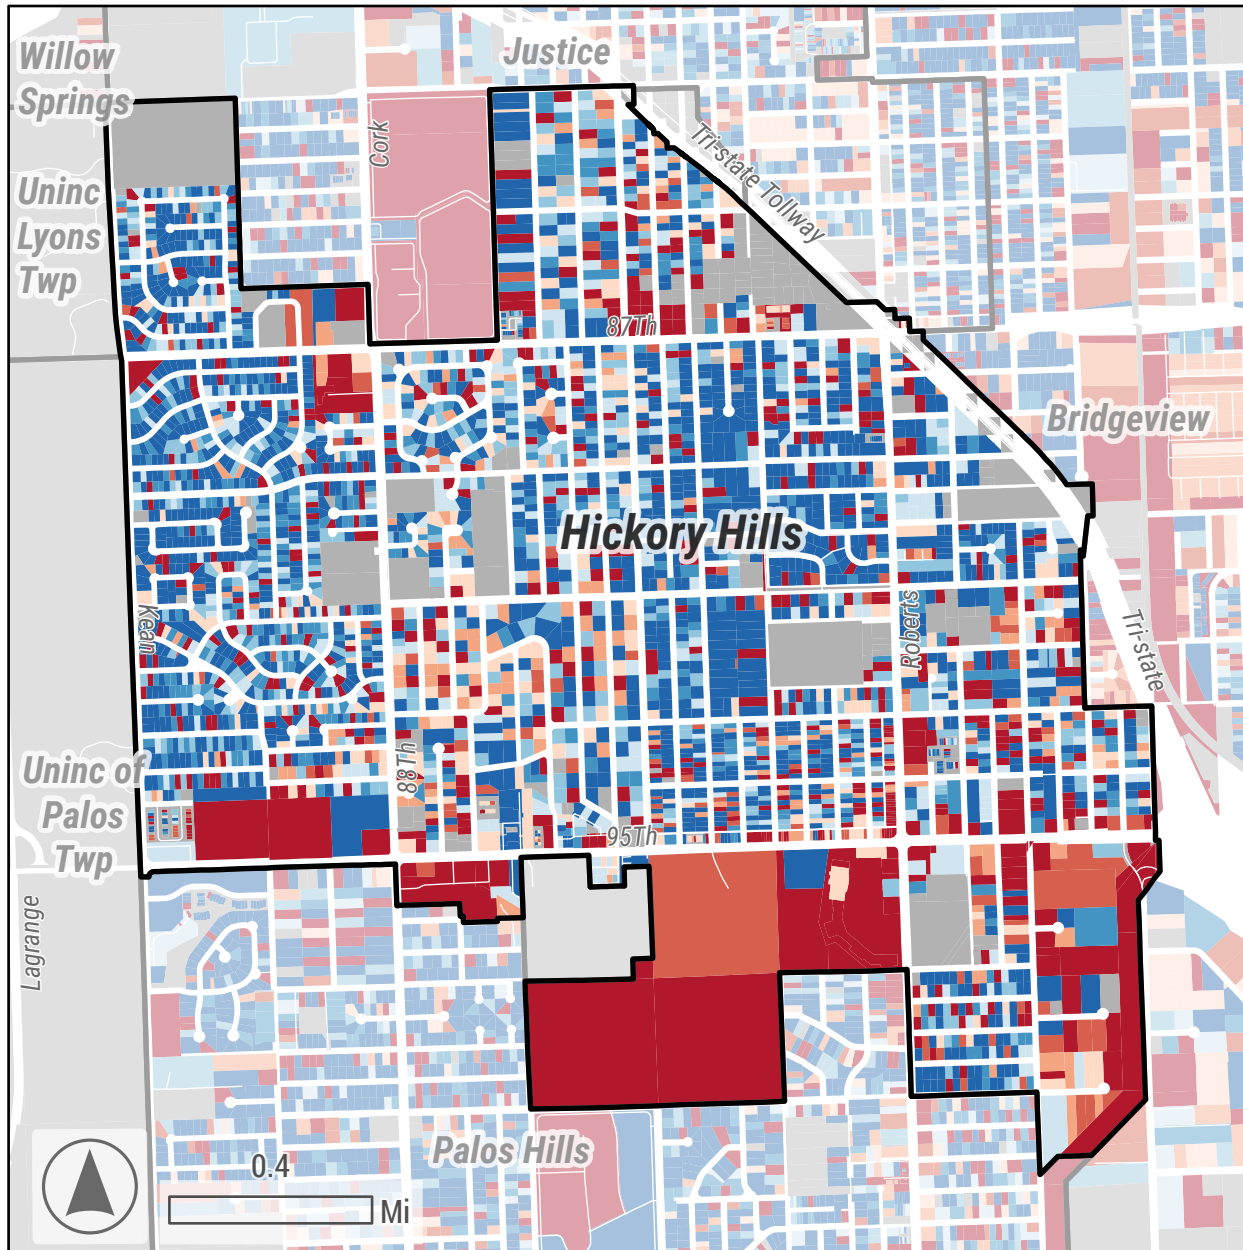 Willow
Springs
Justice
Cork
Tri-state Tollway
Uninc
Lyons
Twp
87Th
Bridgeview
Hickory Hills
Kean
Roberts
Tri-state
88Th
Uninc of
Palos
Twp
95Th
Lagrange
Palos Hills
0.4
Mi